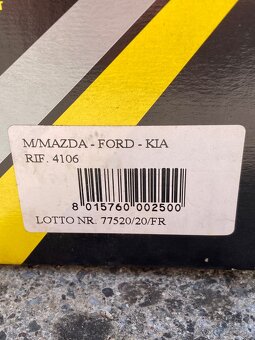 M/MAZDA - FORD - KIA
RIF. 4106
8 015760 002500
LOTTO NR. 77520/20/FR